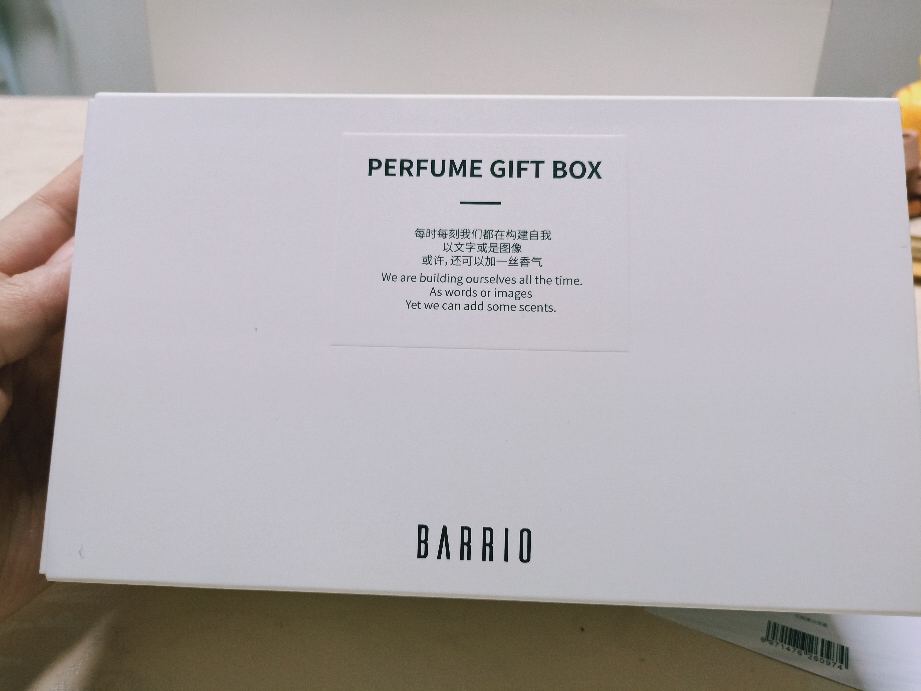 PERFUME GIFT BOX
每时每刻我们都在构建自我
以文字或是图像
或许,还可以加一丝香气
We are building ourselves all the time.
As words or images
Yet we can add some scents.
BARRIO